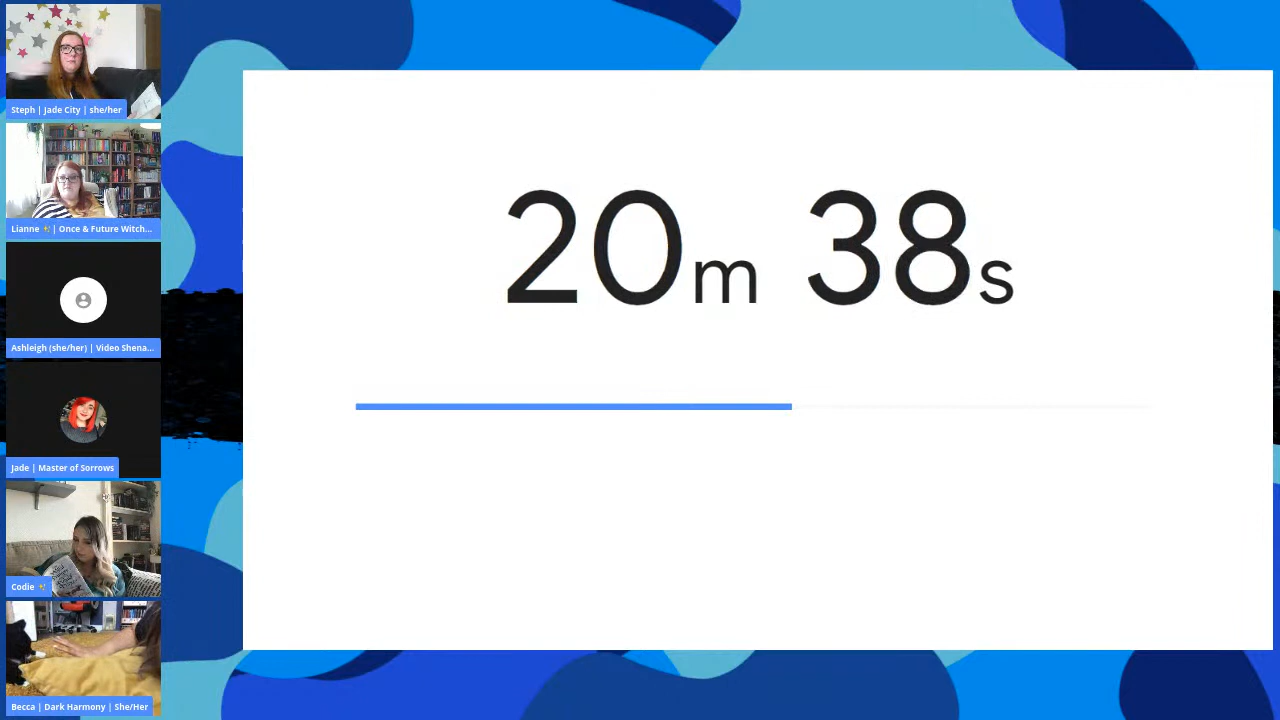 Steph | Jade City | she/her
Lianne ✨ | Once & Future Witch...
Ashleigh (she/her) | Video Shena...
Jade | Master of Sorrows
Codie ✨
Becca | Dark Harmony | She/Her
20m 38s